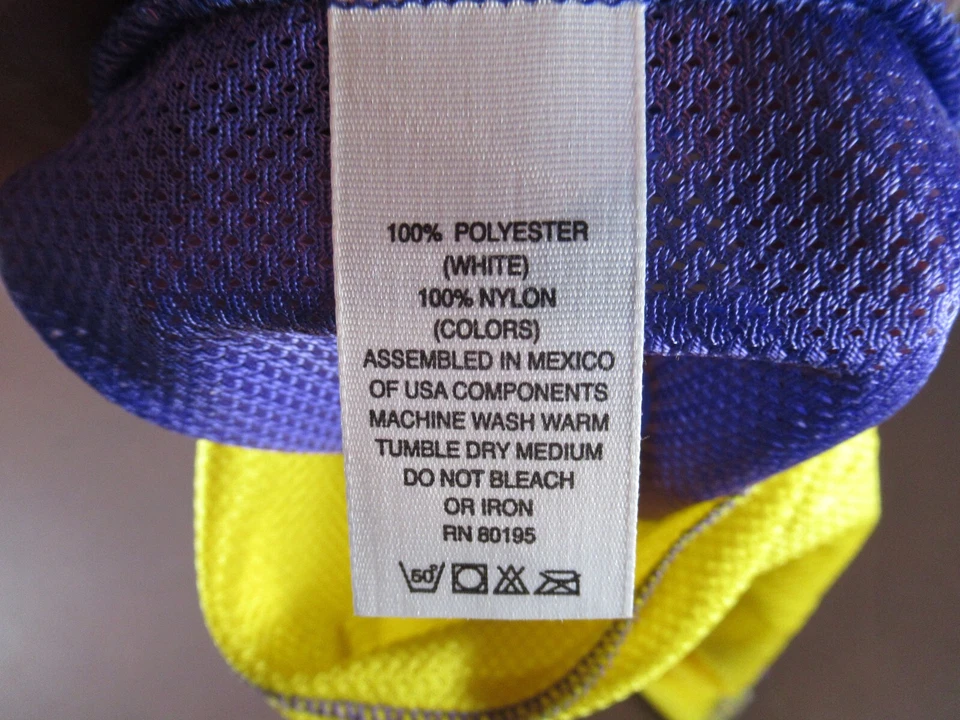 100% POLYESTER
(WHITE)
100% NYLON
(COLORS)
ASSEMBLED IN MEXICO
OF USA COMPONENTS
MACHINE WASH WARM
TUMBLE DRY MEDIUM
DO NOT BLEACH
OR IRON
RN 80195
50°